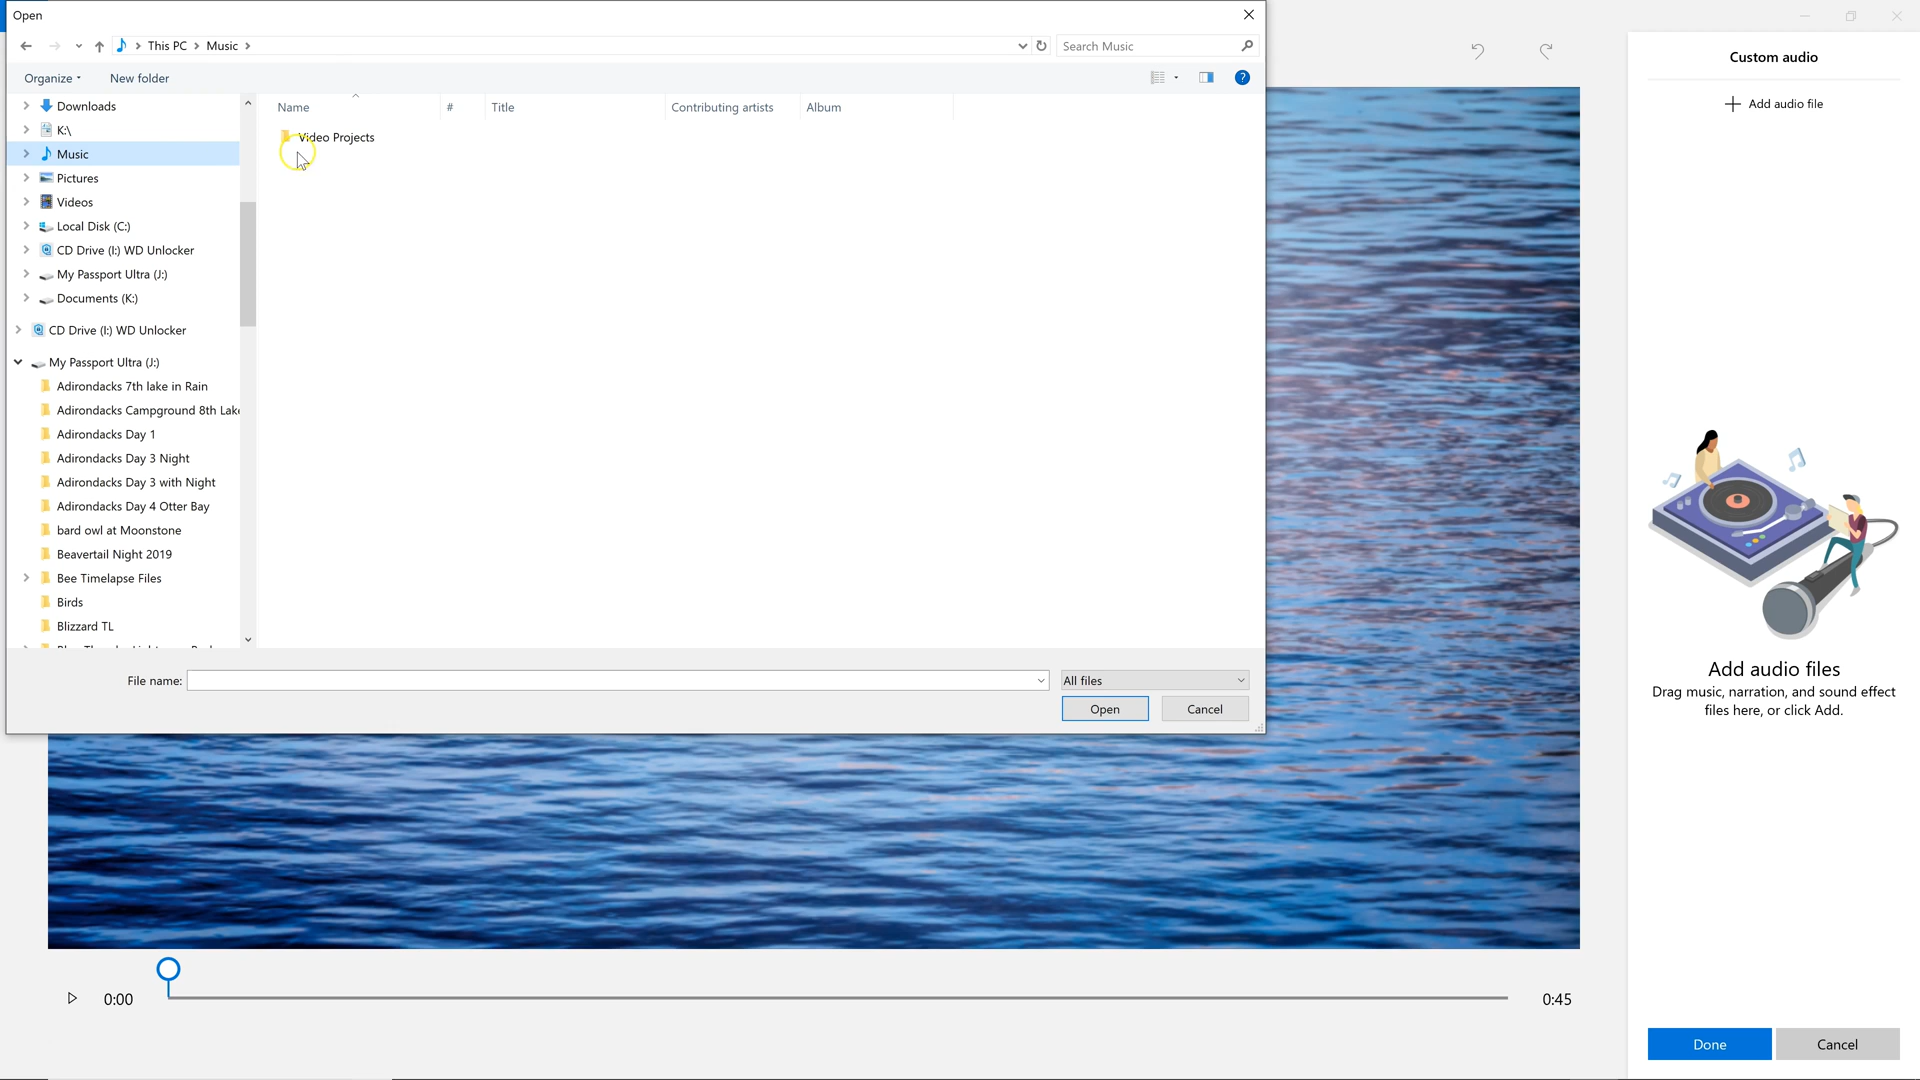 Open
This PC > Music >
Search Music
Organize
New folder
Name
#
Title
Contributing artists
Album
Downloads
K:\
Music
Pictures
Videos
Local Disk (C:)
CD Drive (I:) WD Unlocker
My Passport Ultra (J:)
Documents (K:)
CD Drive (I:) WD Unlocker
My Passport Ultra (J:)
Adirondacks 7th lake in Rain
Adirondacks Campground 8th Lake
Adirondacks Day 1
Adirondacks Day 3 Night
Adirondacks Day 3 with Night
Adirondacks Day 4 Otter Bay
bard owl at Moonstone
Beavertail Night 2019
Bee Timelapse Files
Birds
Blizzard TL
Video Projects
File name:
All files
Open
Cancel
Custom audio
Add audio file
Add audio files
Drag music, narration, and sound effect
files here, or click Add.
0:00
0:45
Done
Cancel